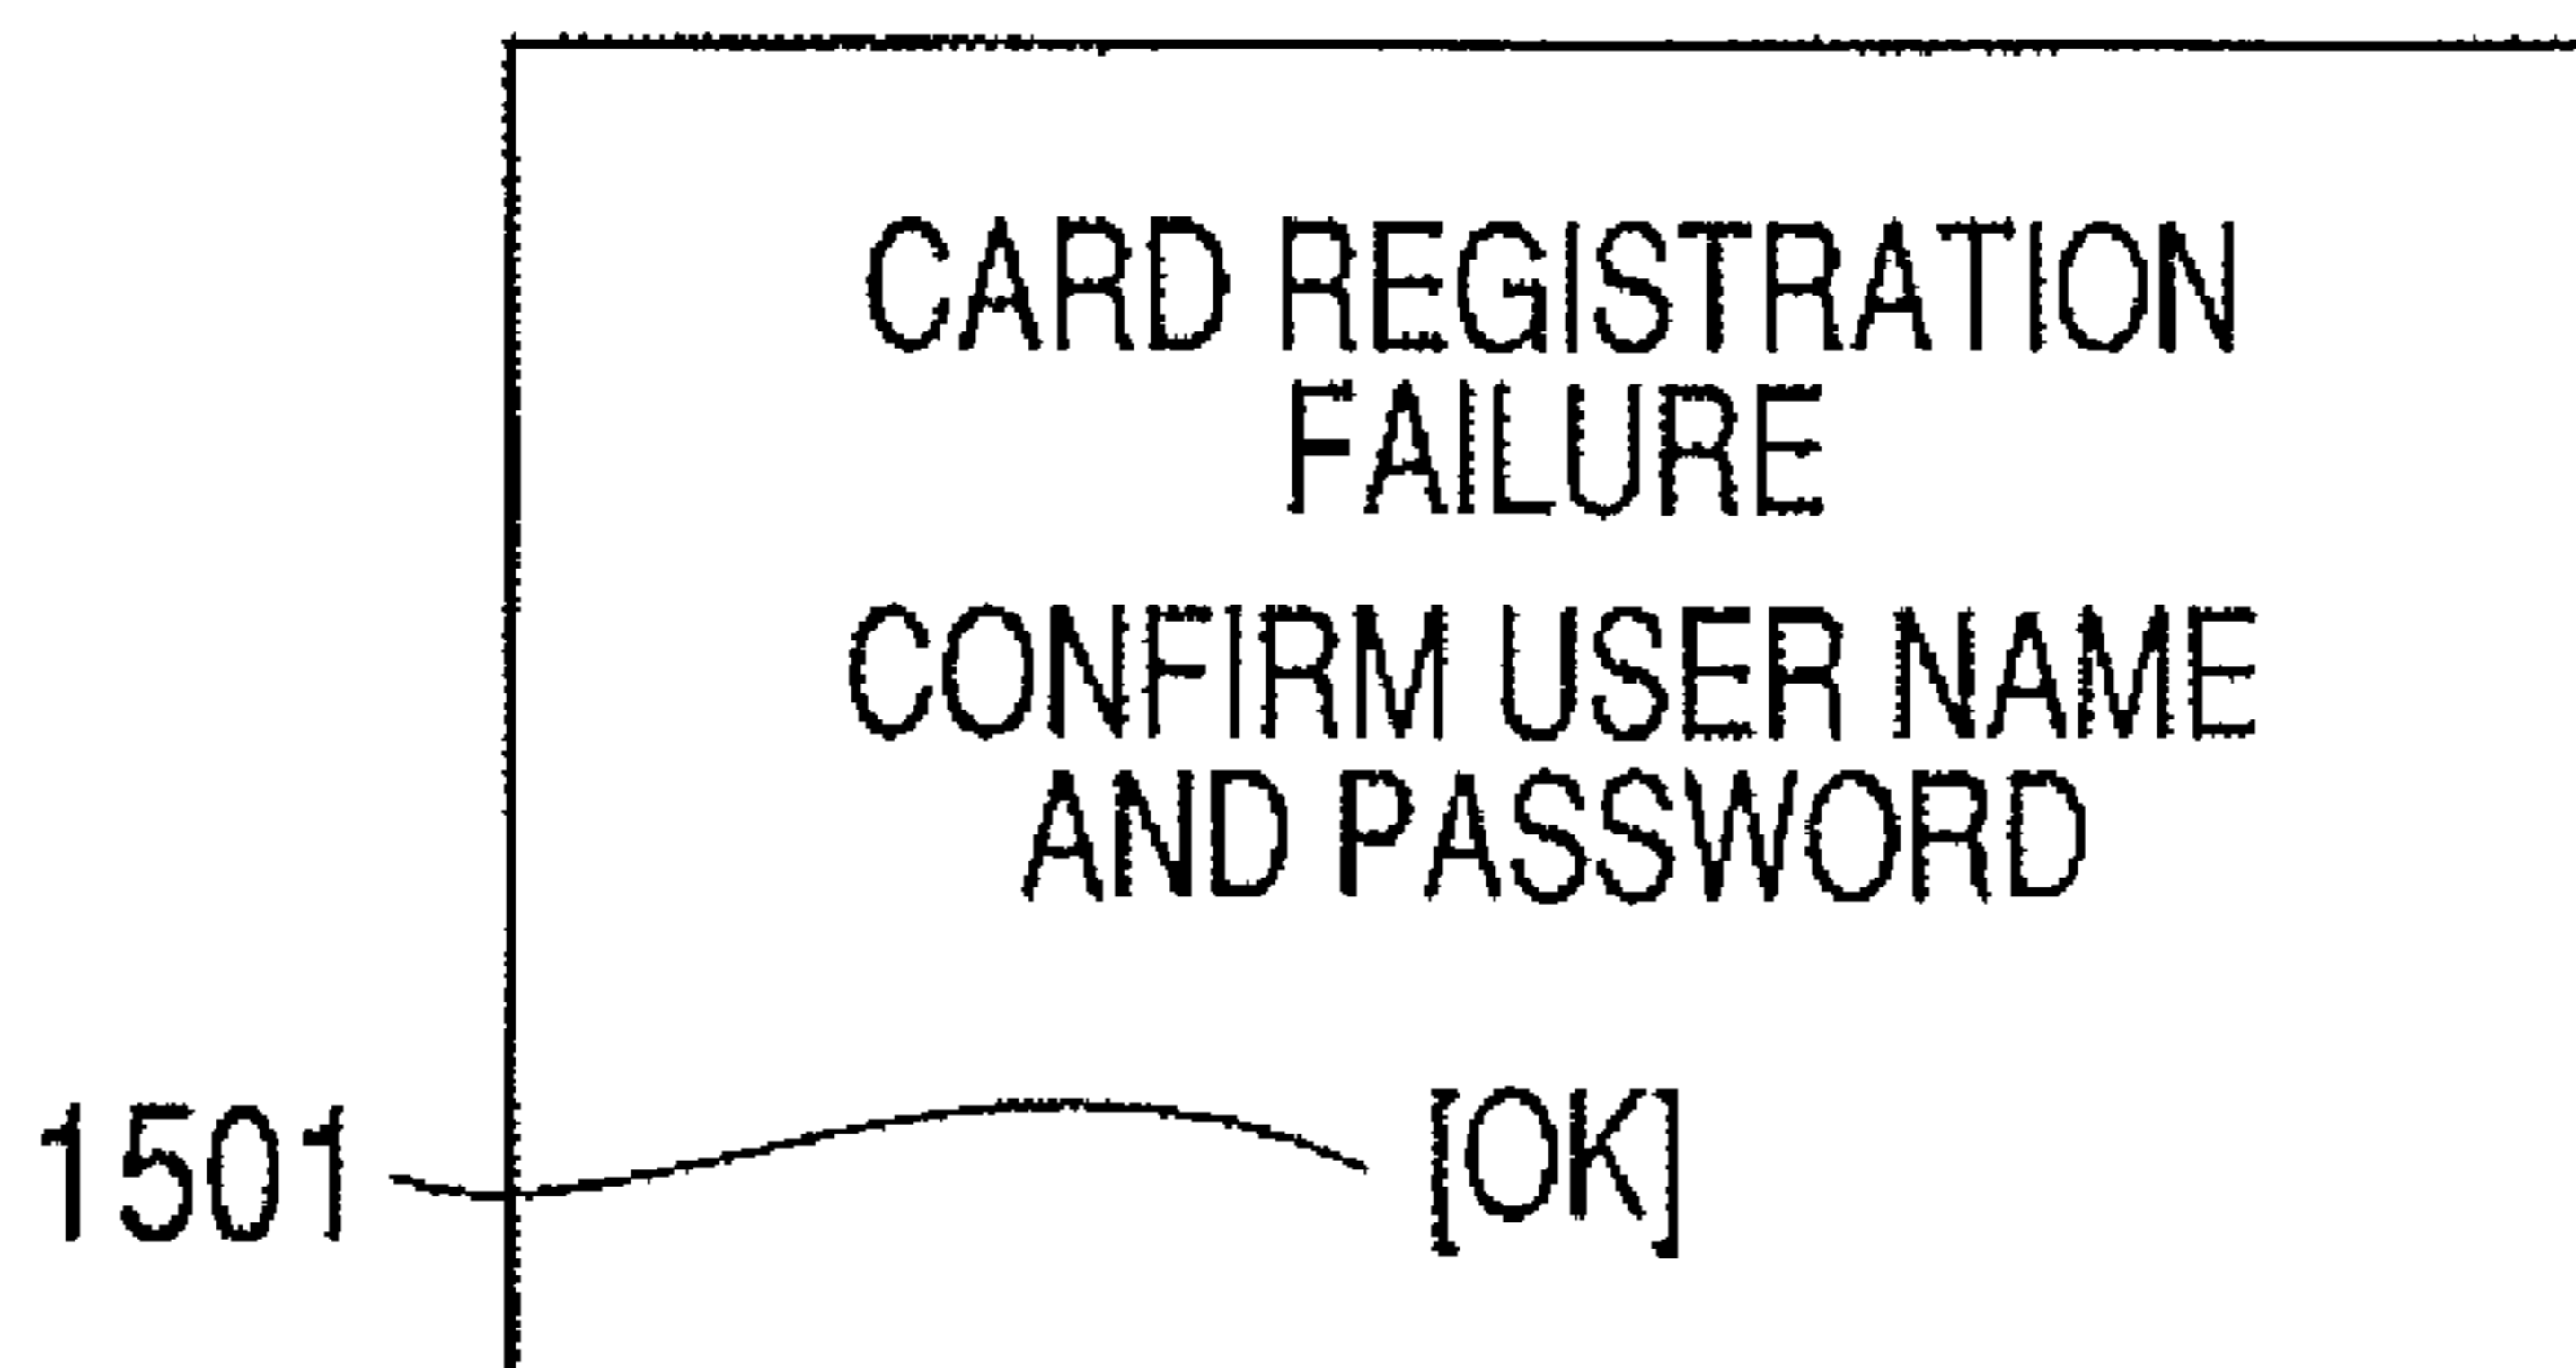 CARD REGISTRATION
FAILURE
CONFIRM USER NAME
AND PASSWORD
1501 [OK]